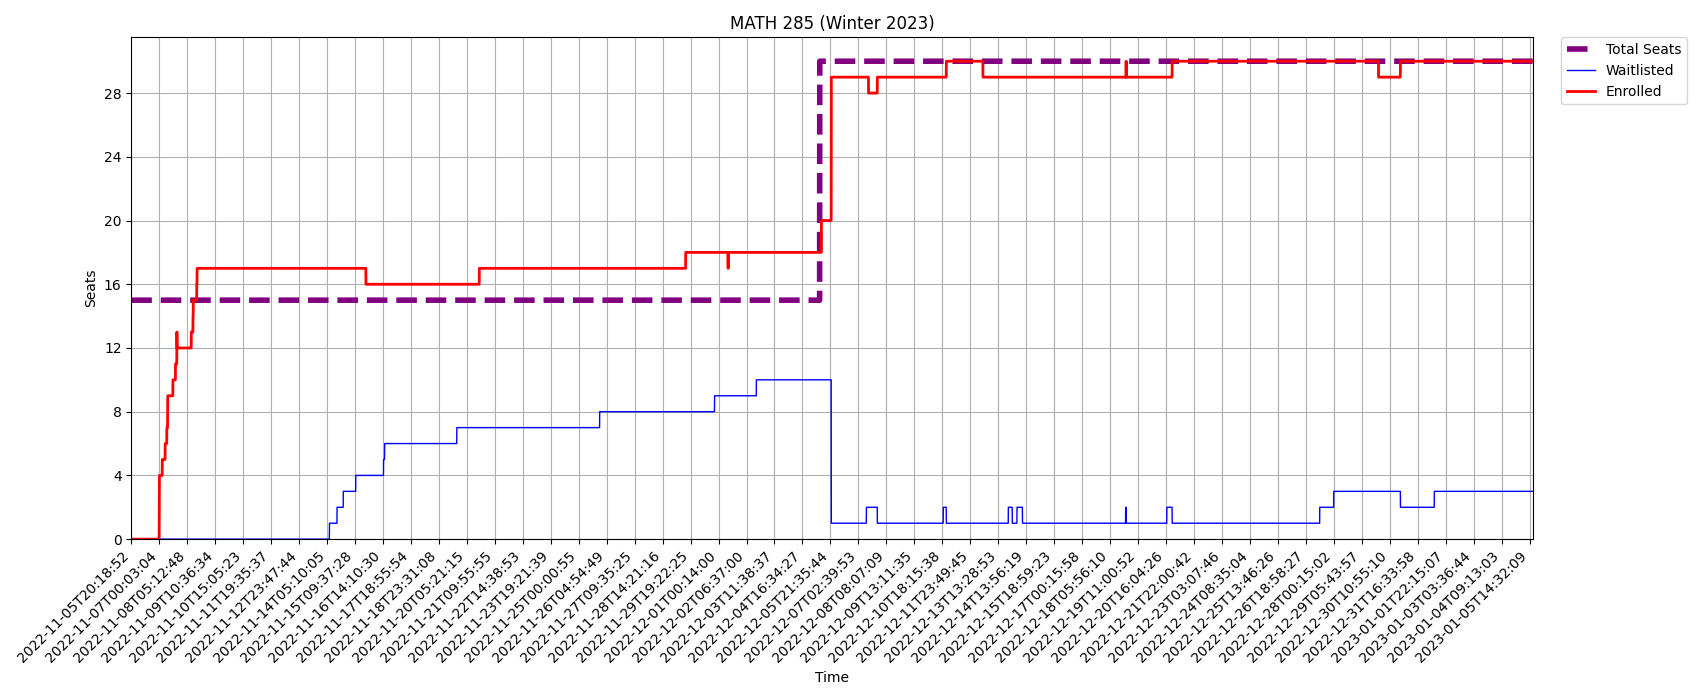 MATH 285 (Winter 2023)
Total Seats
Waitlisted
Enrolled
Seats
28
24
20
16
12
8
4
0
2022-11-05T20:18:52
2022-11-07T00:03:04
2022-11-08T05:12:48
2022-11-09T10:36:34
2022-11-10T15:05:23
2022-11-11T19:35:37
2022-11-12T23:47:44
2022-11-14T05:10:05
2022-11-15T09:37:28
2022-11-16T14:10:30
2022-11-17T18:55:54
2022-11-18T23:31:08
2022-11-20T05:21:15
2022-11-21T09:55:55
2022-11-22T14:38:53
2022-11-23T19:21:39
2022-11-25T00:00:55
2022-11-26T04:54:49
2022-11-27T09:35:25
2022-11-28T14:21:16
2022-11-29T19:22:25
2022-12-01T00:14:00
2022-12-02T06:37:00
2022-12-03T11:38:37
2022-12-04T16:34:27
2022-12-05T21:35:44
2022-12-07T02:39:53
2022-12-08T08:07:09
2022-12-09T13:11:35
2022-12-10T18:15:38
2022-12-11T23:49:45
2022-12-13T13:28:53
2022-12-14T13:56:19
2022-12-15T18:59:23
2022-12-17T00:15:58
2022-12-18T05:56:10
2022-12-19T11:00:52
2022-12-20T16:04:26
2022-12-21T22:00:42
2022-12-23T03:07:46
2022-12-24T08:35:04
2022-12-25T13:46:26
2022-12-26T18:58:27
2022-12-28T00:15:02
2022-12-29T05:43:57
2022-12-30T10:55:10
2022-12-31T16:33:58
2023-01-01T22:15:07
2023-01-03T03:36:44
2023-01-04T09:13:03
2023-01-05T14:32:09
Time